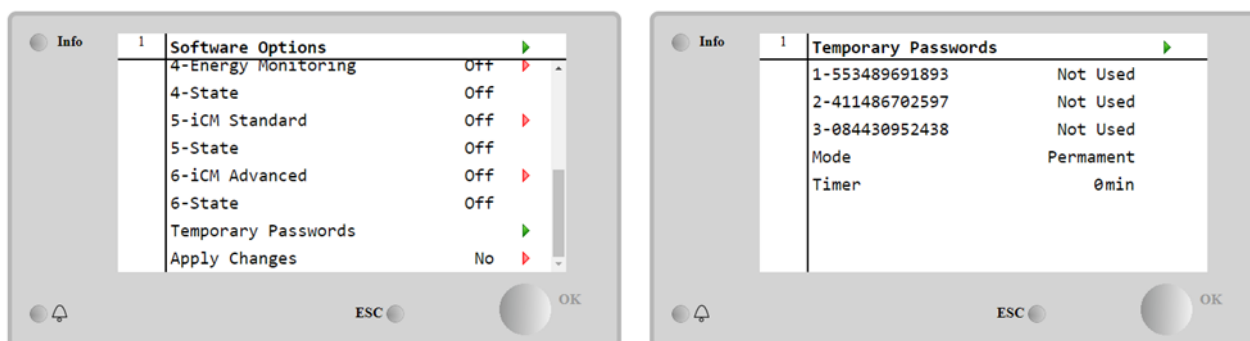 Info
1 Software Options
4-Energy Monitoring Off
4-State Off
5-iCM Standard Off
5-State Off
6-iCM Advanced Off
6-State Off
Temporary Passwords
Apply Changes No
ESC
OK
Info
1 Temporary Passwords
1-553489691893 Not Used
2-411486702597 Not Used
3-084430952438 Not Used
Mode Permament
Timer 0min
ESC
OK